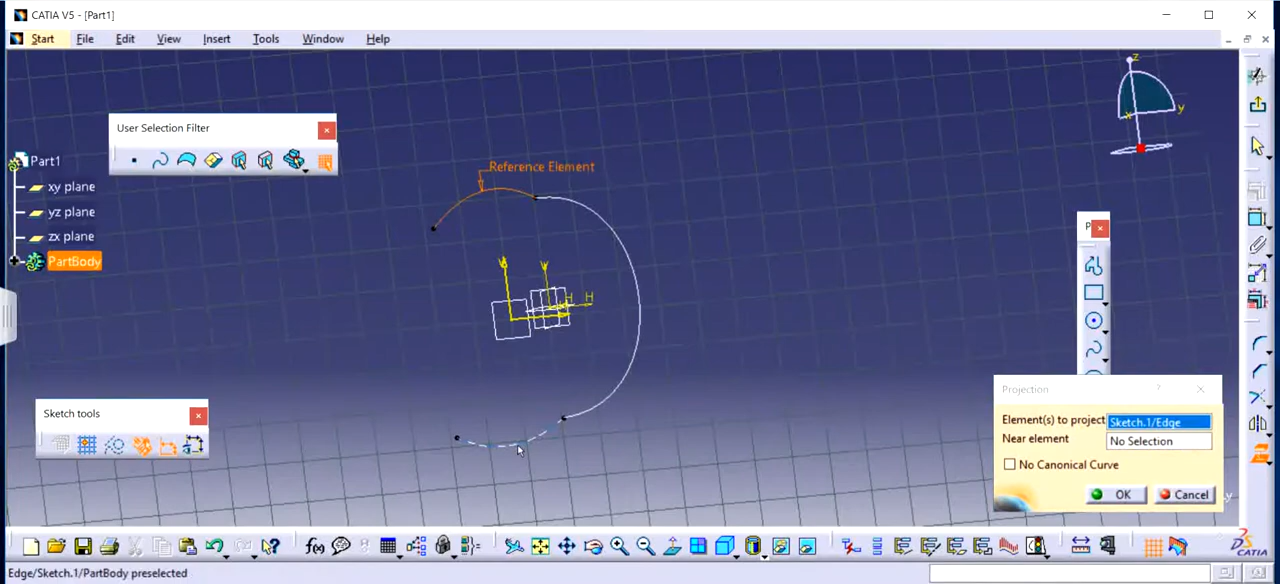 CATIA V5 - [Part1]
Start File Edit View Insert Tools Window Help
z
y
x
User Selection Filter
Part1
xy plane
yz plane
zx plane
PartBody
Reference Element
H H
P
Sketch tools
Projection
Element(s) to project Sketch.1/Edge
Near element No Selection
No Canonical Curve
OK Cancel
f(x)
CATIA
Edge/Sketch.1/PartBody preselected